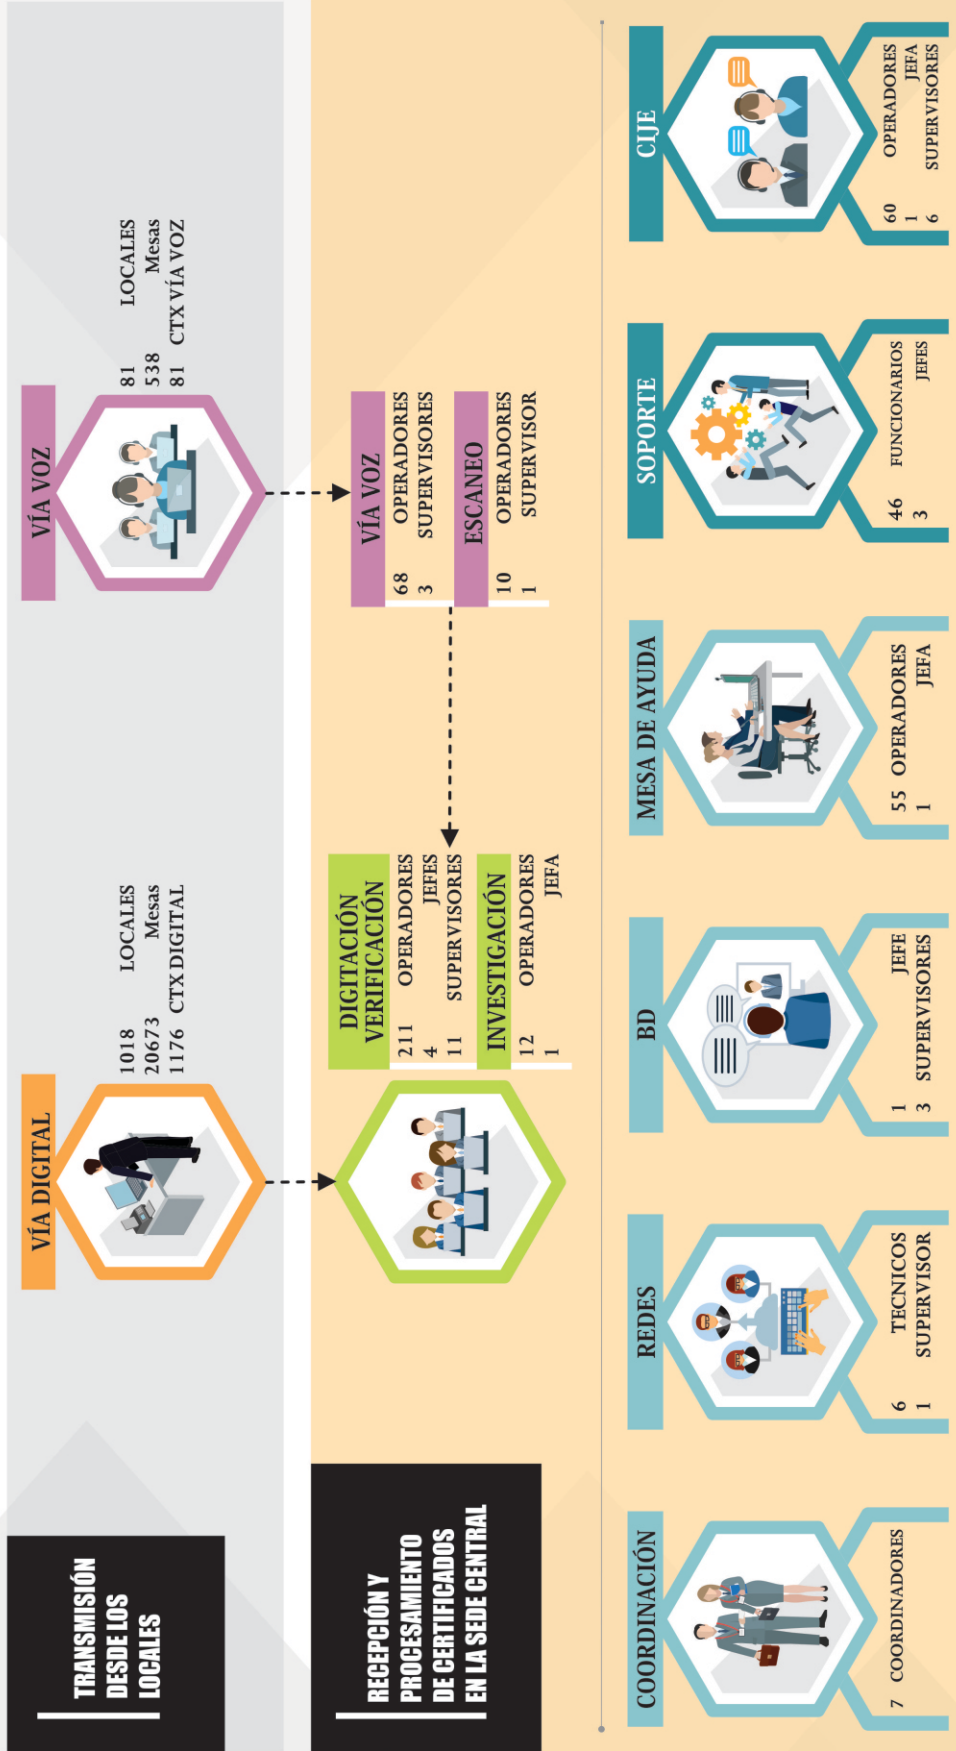 TRANSMISIÓN
DESDE LOS
LOCALES
VÍA DIGITAL
1018 LOCALES
20673 Mesas
1176 CTX DIGITAL
VÍA VOZ
81 LOCALES
538 Mesas
81 CTX VÍA VOZ
RECEPCIÓN Y
PROCESAMIENTO
DE CERTIFICADOS
EN LA SEDE CENTRAL
DIGITACIÓN
VERIFICACIÓN
211 OPERADORES
4 JEFES
11 SUPERVISORES
INVESTIGACIÓN
12 OPERADORES
1 JEFA
VÍA VOZ
68 OPERADORES
3 SUPERVISORES
ESCANEO
10 OPERADORES
1 SUPERVISOR
COORDINACIÓN
7 COORDINADORES
REDES
6 TECNICOS
1 SUPERVISOR
BD
1 JEFE
3 SUPERVISORES
MESA DE AYUDA
55 OPERADORES
1 JEFA
SOPORTE
46 FUNCIONARIOS
3 JEFES
CIJE
60 OPERADORES
1 JEFA
6 SUPERVISORES